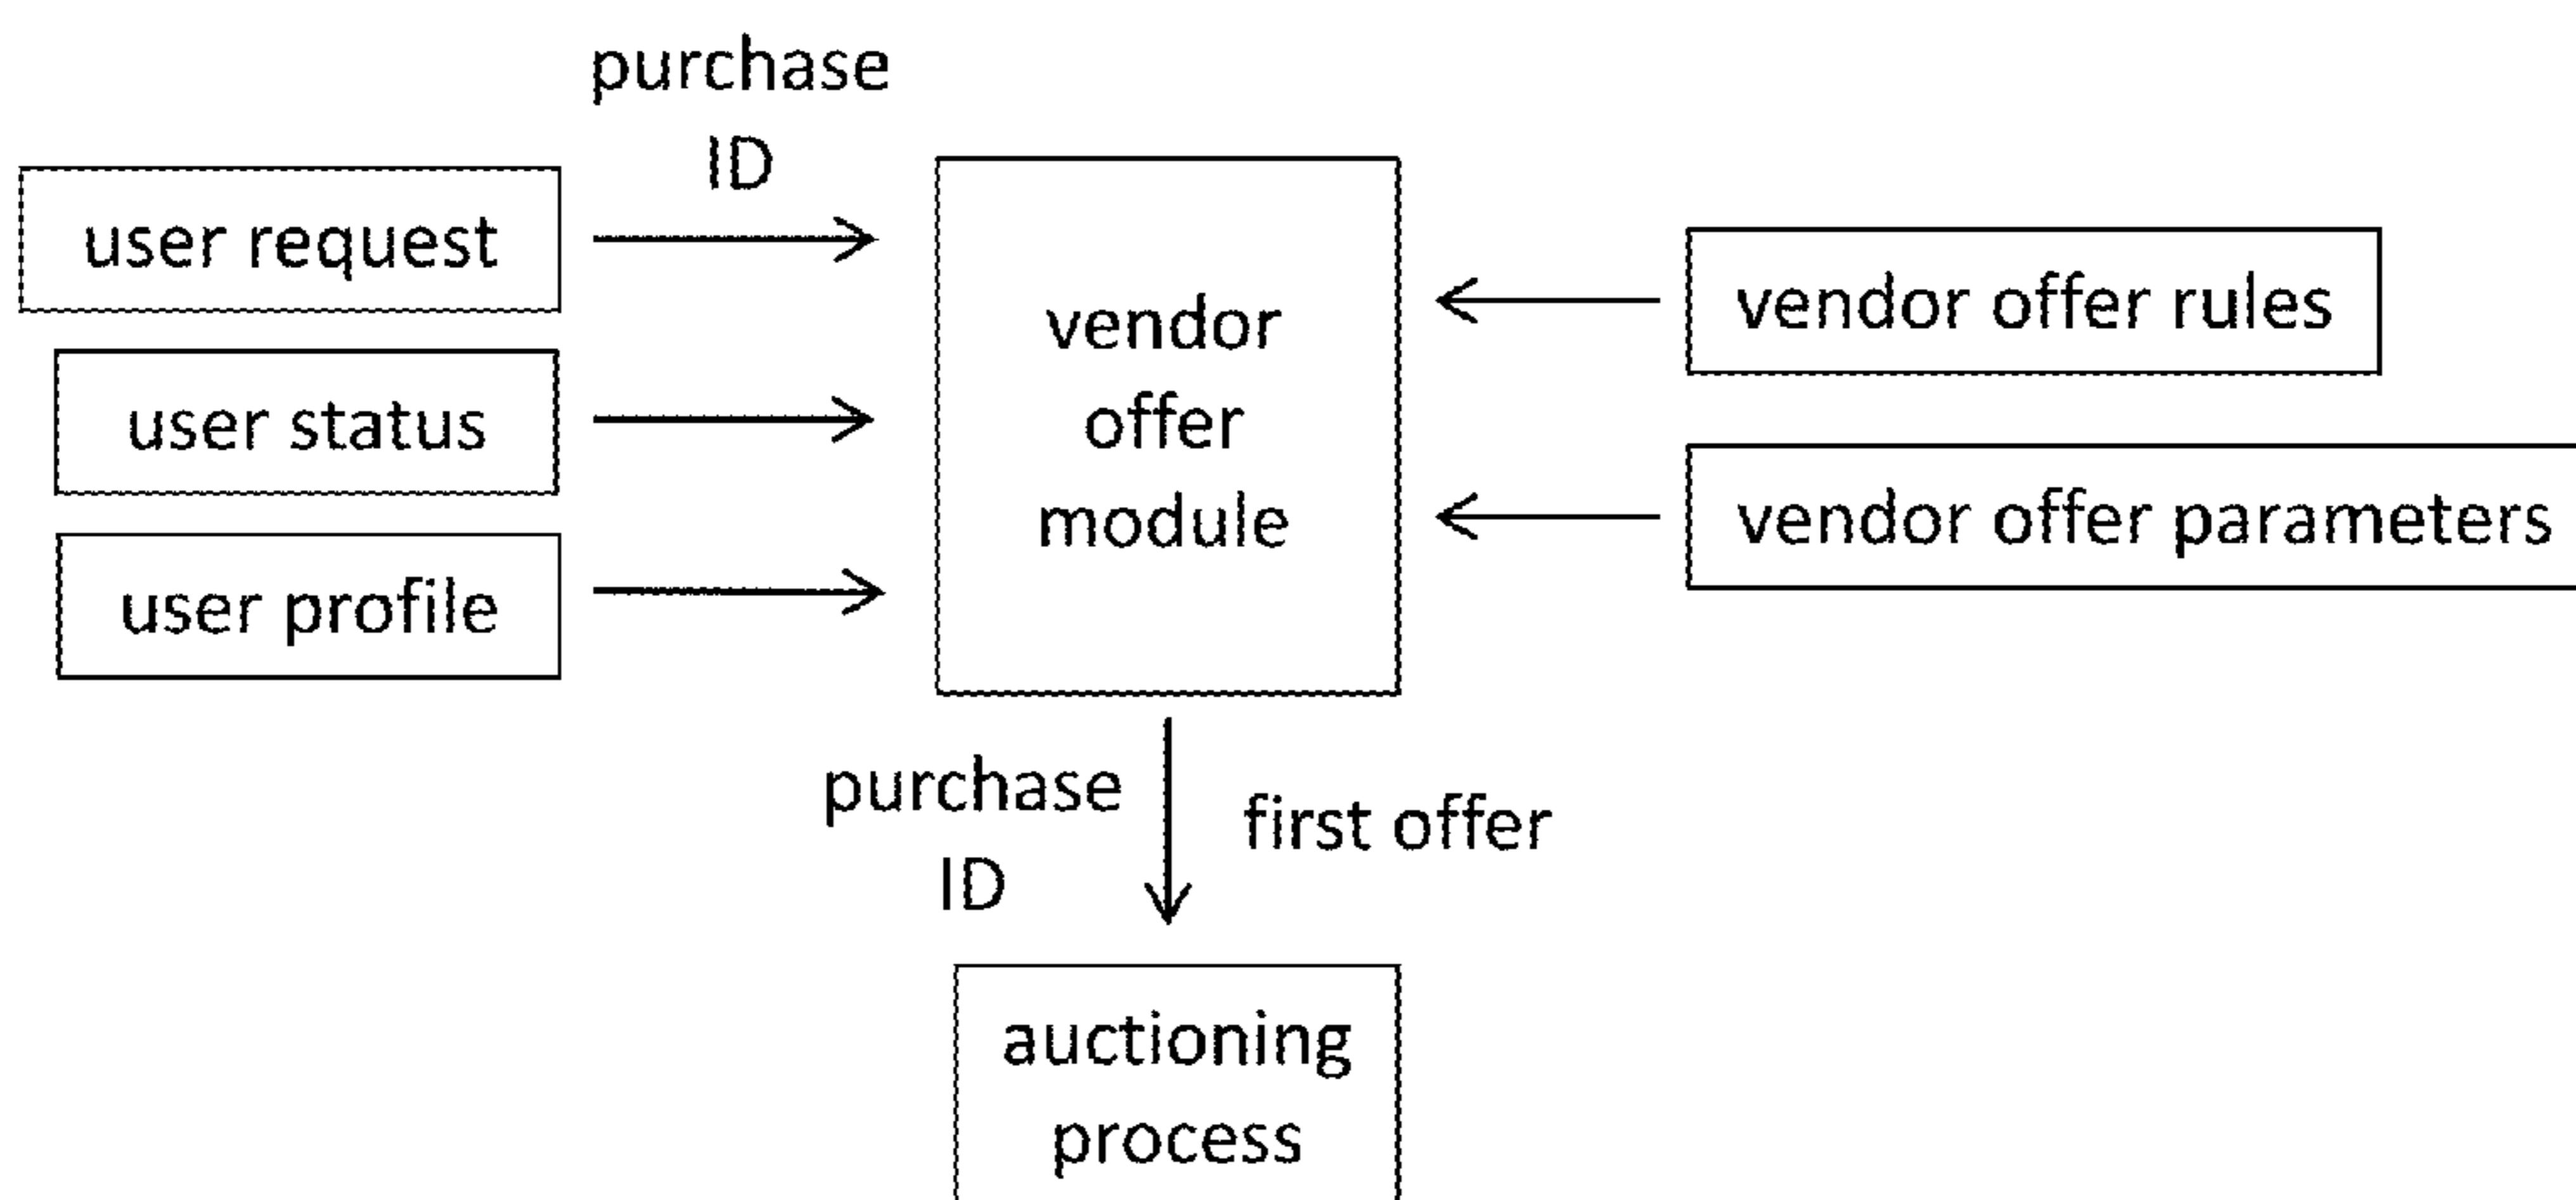 purchase
ID
user request
user status
user profile
vendor
offer
module
vendor offer rules
vendor offer parameters
purchase
ID
first offer
auctioning
process